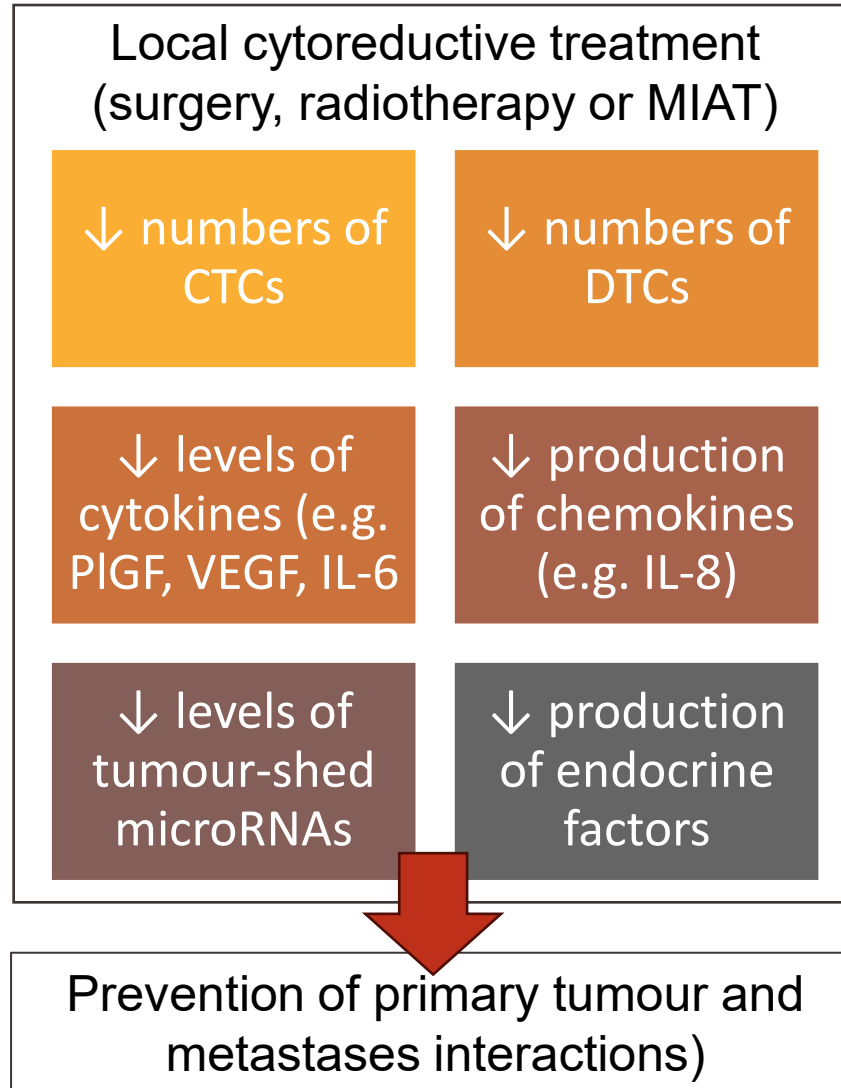 Local cytoreductive treatment
(surgery, radiotherapy or MIAT)
↓ numbers of
CTCs
↓ numbers of
DTCs
↓ levels of
cytokines (e.g.
PlGF, VEGF, IL-6
↓ production
of chemokines
(e.g. IL-8)
↓ levels of
tumour-shed
microRNAs
↓ production
of endocrine
factors
Prevention of primary tumour and
metastases interactions)